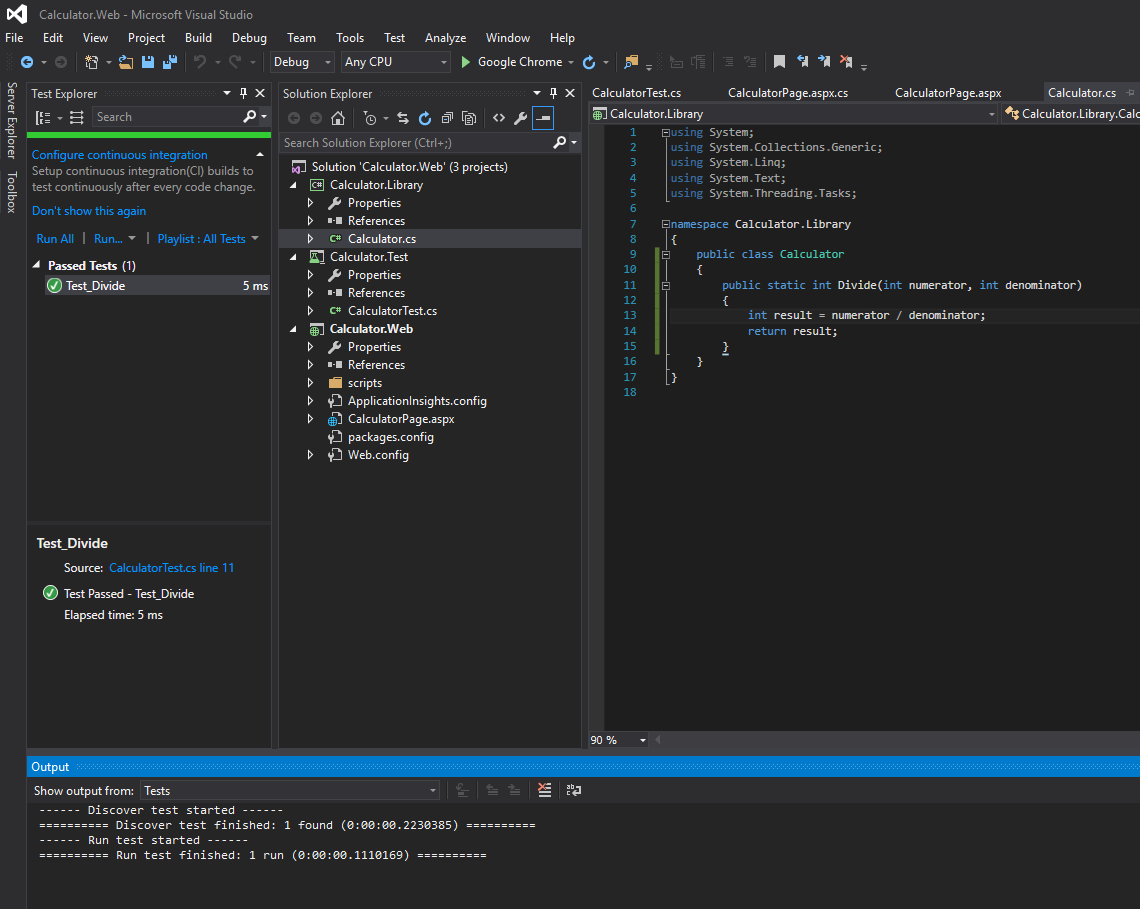 Calculator.Web - Microsoft Visual Studio
File Edit View Project Build Debug Team Tools Test Analyze Window Help
Debug Any CPU Google Chrome
Server Explorer
Toolbox
Test Explorer
Search
Configure continuous integration
Setup continuous integration(CI) builds to
test continuously after every code change.
Don't show this again
Run All | Run... | Playlist : All Tests
Passed Tests (1)
Test_Divide 5 ms
Test_Divide
Source: CalculatorTest.cs line 11
Test Passed - Test_Divide
Elapsed time: 5 ms
Solution Explorer
Search Solution Explorer (Ctrl+;)
Solution 'Calculator.Web' (3 projects)
C# Calculator.Library
Properties
References
C# Calculator.cs
Calculator.Test
Properties
References
C# CalculatorTest.cs
Calculator.Web
Properties
References
scripts
ApplicationInsights.config
CalculatorPage.aspx
packages.config
Web.config
CalculatorTest.cs CalculatorPage.aspx.cs CalculatorPage.aspx Calculator.cs
Calculator.Library Calculator.Library.Calc
1 using System;
2 using System.Collections.Generic;
3 using System.Linq;
4 using System.Text;
5 using System.Threading.Tasks;
6
7 namespace Calculator.Library
8 {
9 public class Calculator
10 {
11 public static int Divide(int numerator, int denominator)
12 {
13 int result = numerator / denominator;
14 return result;
15 }
16 }
17 }
18
90 %
Output
Show output from: Tests
------ Discover test started ------
========== Discover test finished: 1 found (0:00:00.2230385) ==========
------ Run test started ------
========== Run test finished: 1 run (0:00:00.1110169) ==========